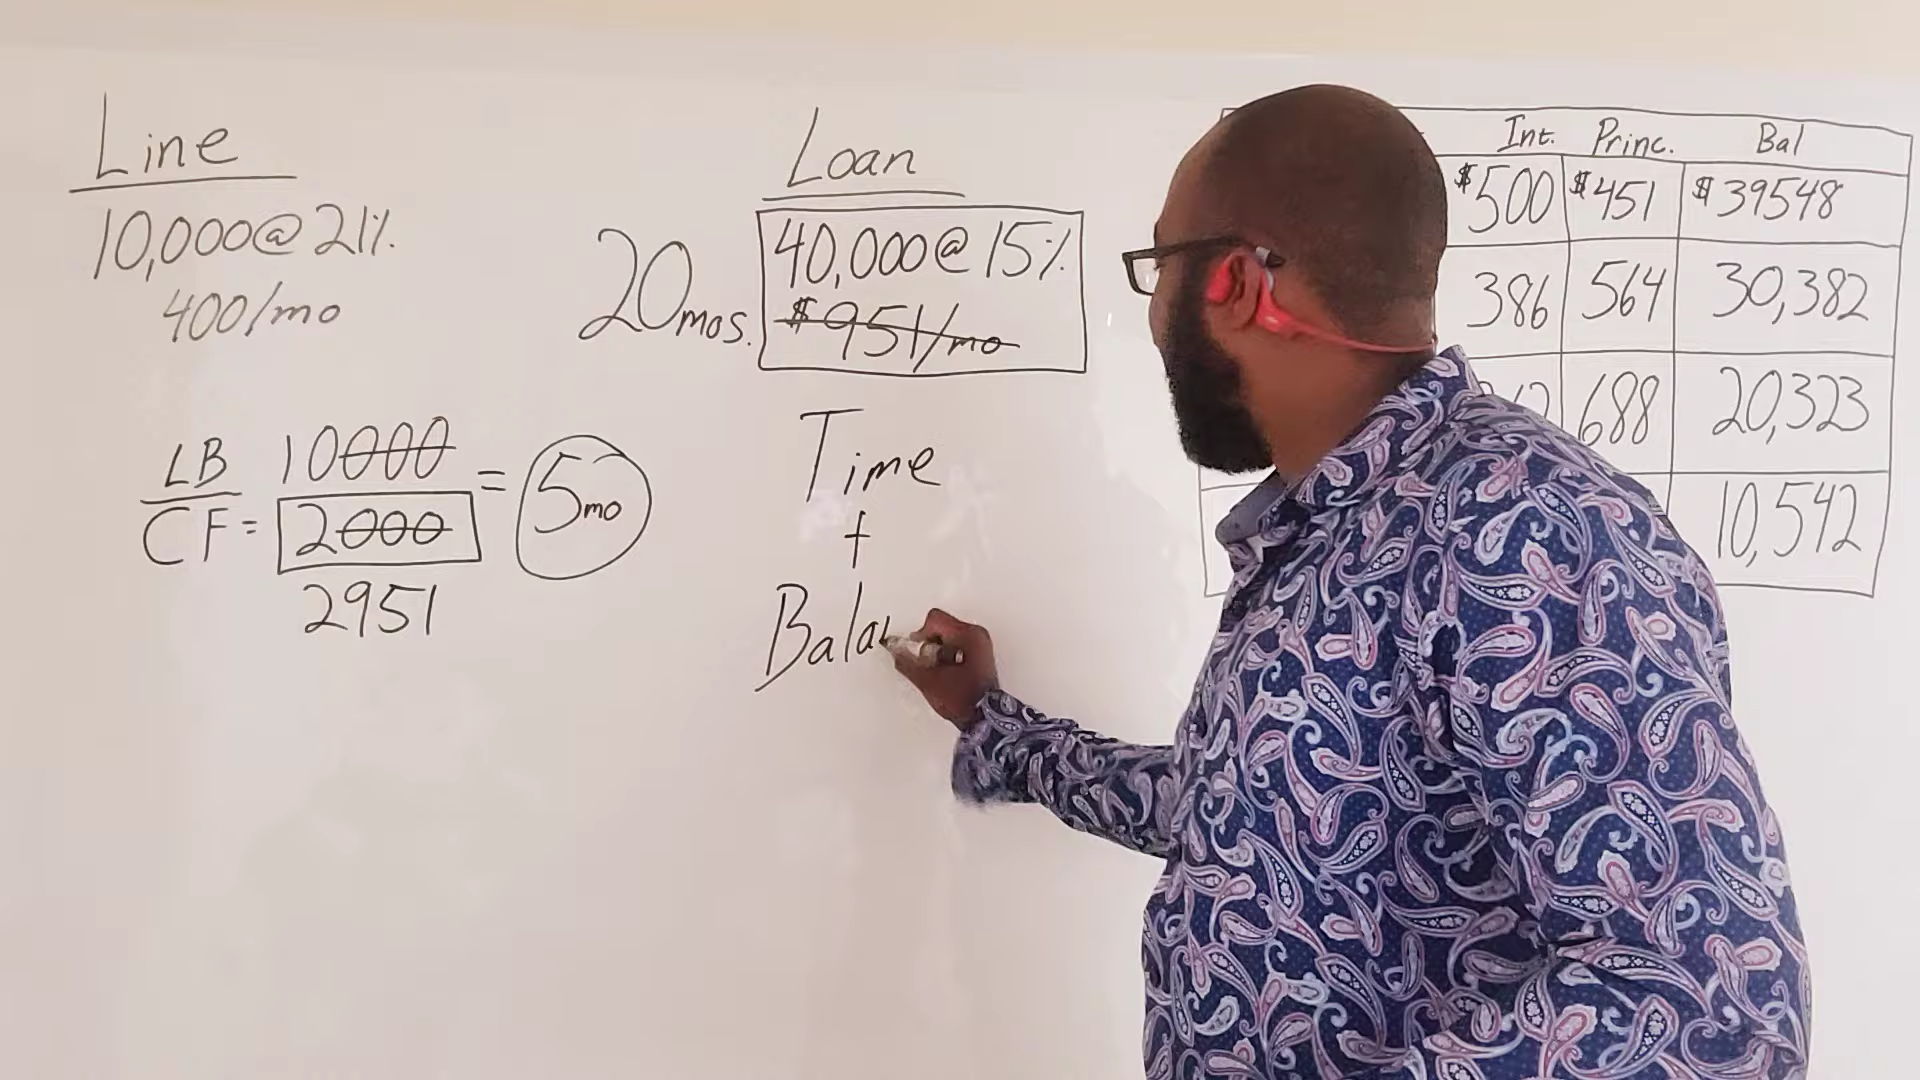 Line
10,000@21%
400/mo
LB
CF
=
10000
2000
= 5mo
2951
Loan
20mos.
40,000@15%
$951/mo
Time
+
Int. Princ. Bal
$500 $451 $39548
386 564 30,382
688 20,323
10,542